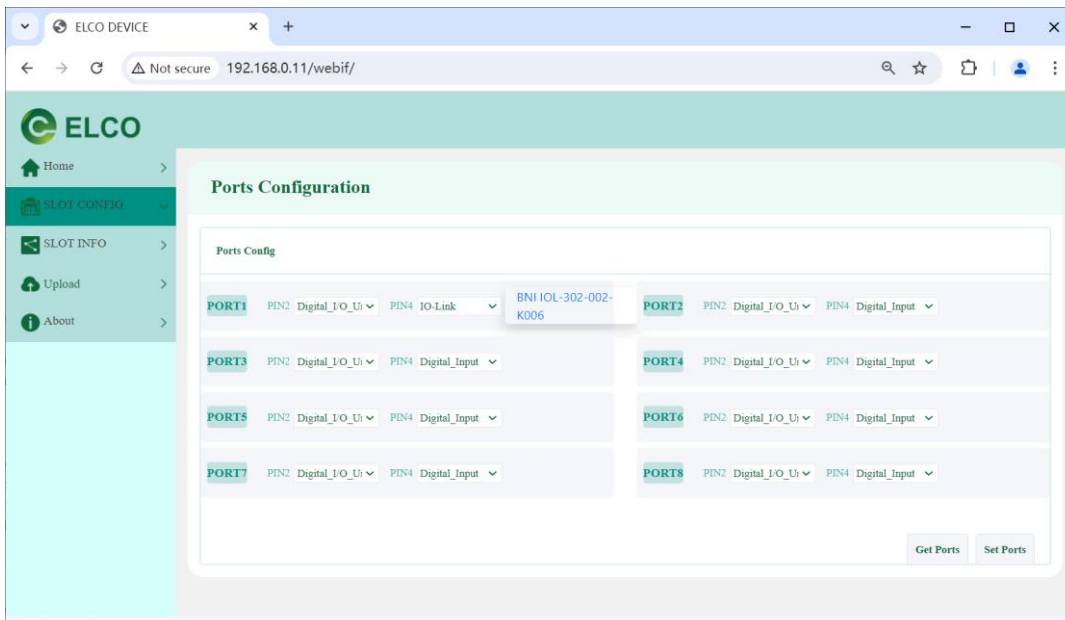 ELCO DEVICE
Not secure 192.168.0.11/webif/
ELCO
Home
SLOT CONFIG
SLOT INFO
Upload
About
Ports Configuration
Ports Config
PORT1 PIN2 Digital_I/O_U PIN4 IO-Link
BNI IOL-302-002-
K006
PORT2 PIN2 Digital_I/O_U PIN4 Digital_Input
PORT3 PIN2 Digital_I/O_U PIN4 Digital_Input
PORT4 PIN2 Digital_I/O_U PIN4 Digital_Input
PORT5 PIN2 Digital_I/O_U PIN4 Digital_Input
PORT6 PIN2 Digital_I/O_U PIN4 Digital_Input
PORT7 PIN2 Digital_I/O_U PIN4 Digital_Input
PORT8 PIN2 Digital_I/O_U PIN4 Digital_Input
Get Ports Set Ports